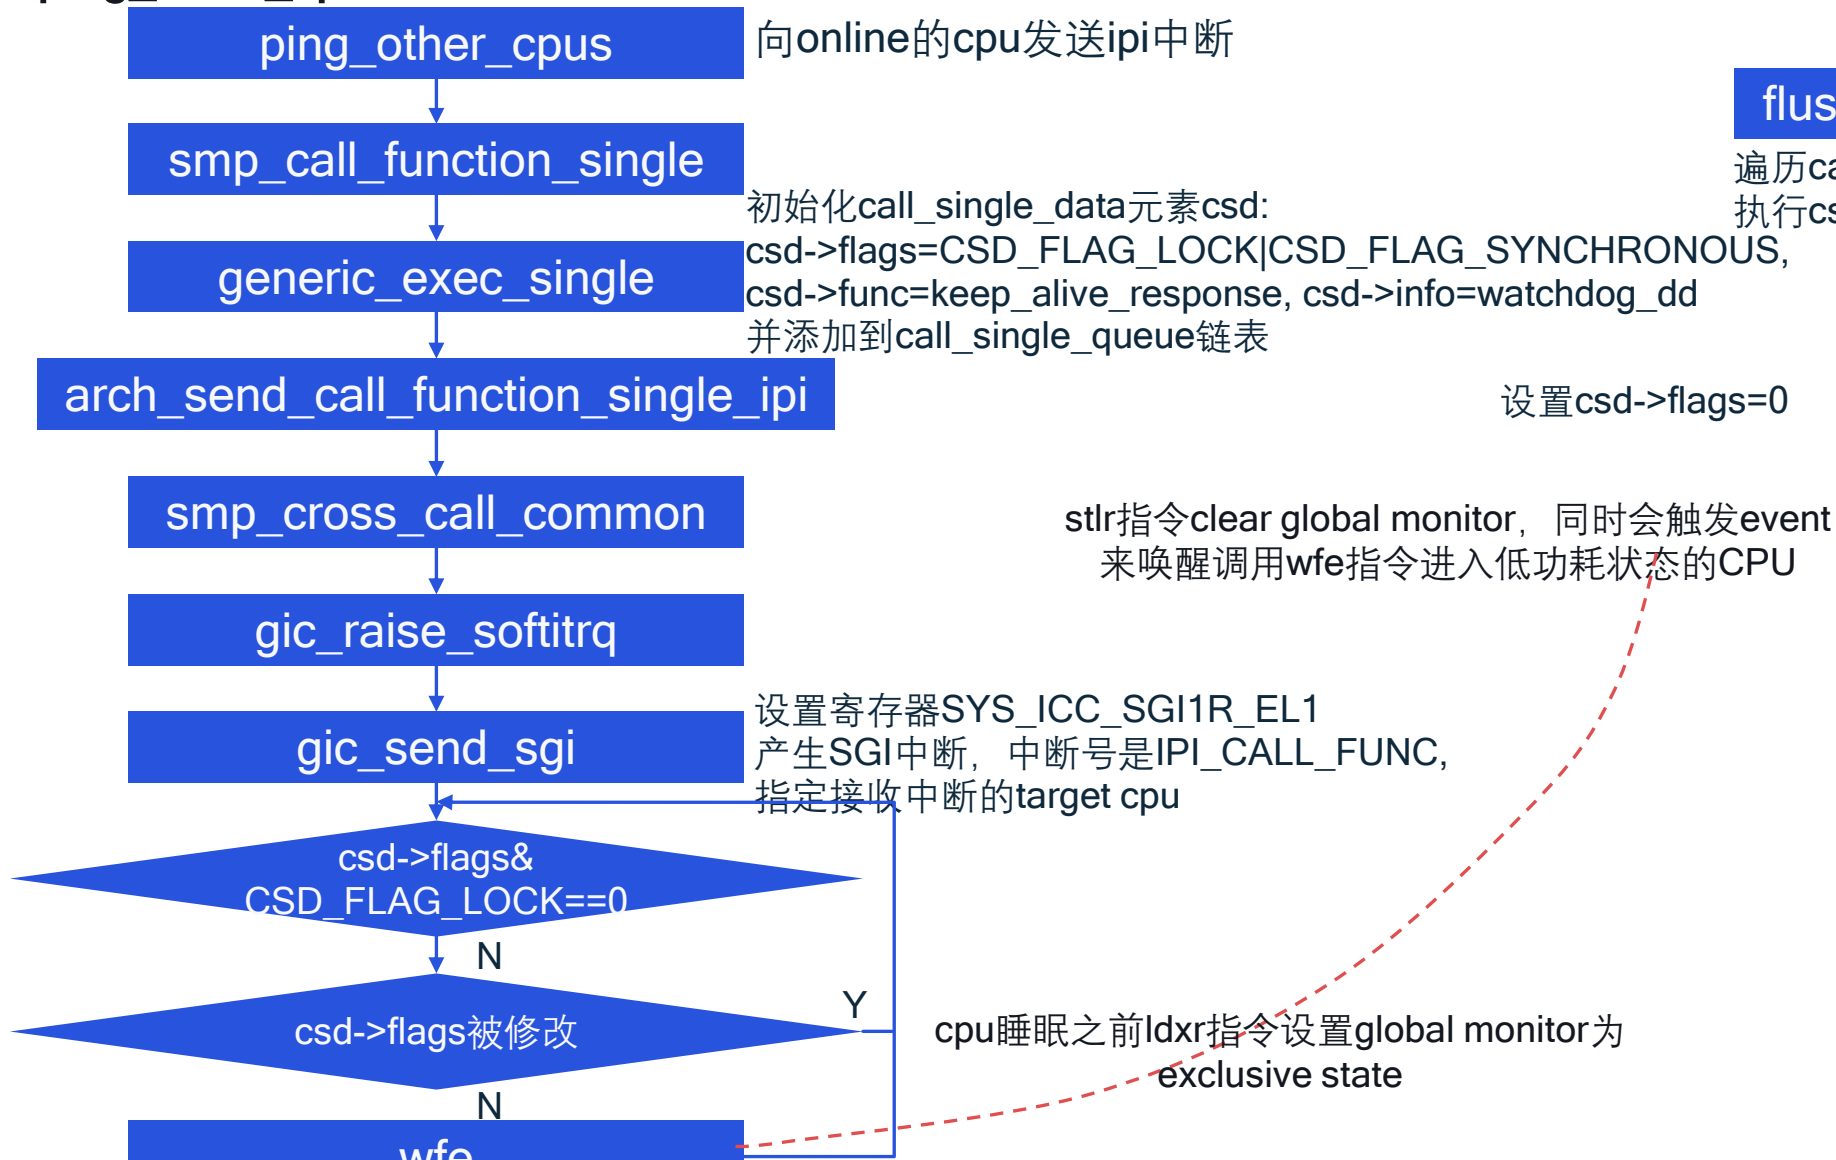 ping_other_cpus
向online的cpu发送ipi中断
smp_call_function_single
generic_exec_single
初始化call_single_data元素csd:
csd->flags=CSD_FLAG_LOCK|CSD_FLAG_SYNCHRONOUS,
csd->func=keep_alive_response, csd->info=watchdog_dd
并添加到call_single_queue链表
arch_send_call_function_single_ipi
smp_cross_call_common
gic_raise_softitrq
gic_send_sgi
设置寄存器SYS_ICC_SGI1R_EL1
产生SGI中断，中断号是IPI_CALL_FUNC,
指定接收中断的target cpu
csd->flags&
CSD_FLAG_LOCK==0
N
csd->flags被修改
Y
N
wfe
flus
遍历ca
执行cs
设置csd->flags=0
stlr指令clear global monitor，同时会触发event
来唤醒调用wfe指令进入低功耗状态的CPU
cpu睡眠之前ldxr指令设置global monitor为
exclusive state